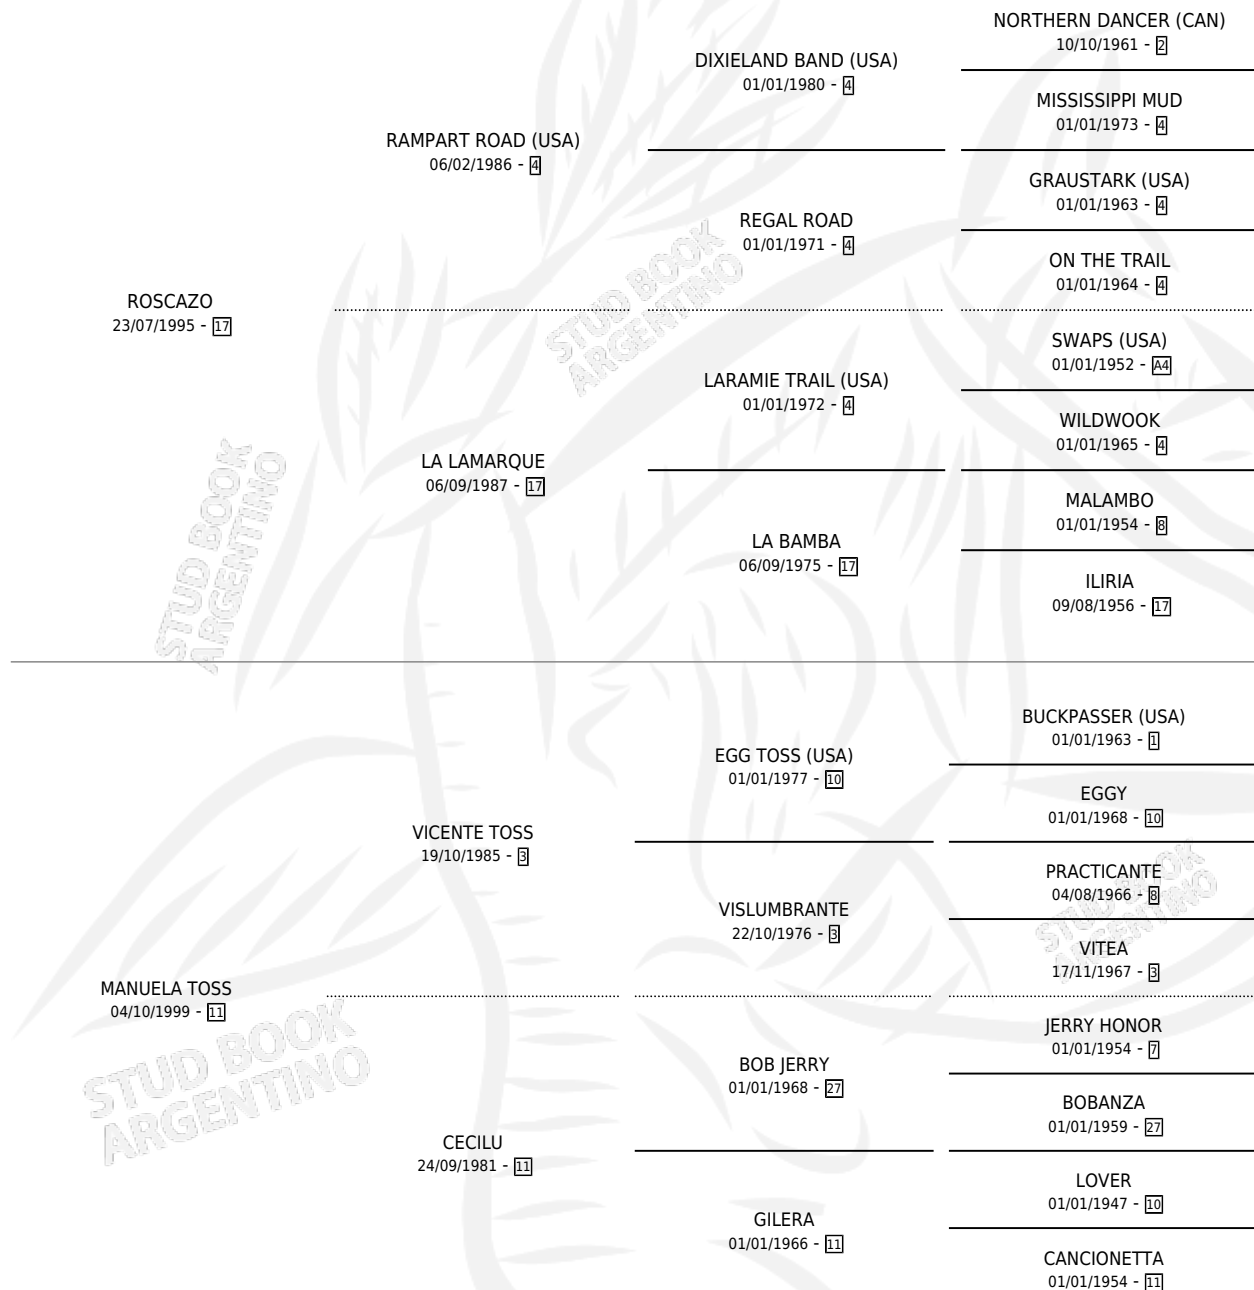 NORTHERN DANCER (CAN)
10/10/1961 - 2
DIXIELAND BAND (USA)
01/01/1980 - 4
MISSISSIPPI MUD
01/01/1973 - 4
RAMPART ROAD (USA)
06/02/1986 - 4
GRAUSTARK (USA)
01/01/1963 - 4
REGAL ROAD
01/01/1971 - 4
ON THE TRAIL
01/01/1964 - 4
ROSCAZO
23/07/1995 - 17
STUD BOOK
ARGENTINO
SWAPS (USA)
01/01/1952 - A4
LARAMIE TRAIL (USA)
01/01/1972 - 4
WILDWOOK
01/01/1965 - 4
LA LAMARQUE
06/09/1987 - 17
MALAMBO
01/01/1954 - 8
LA BAMBA
06/09/1975 - 17
ILIRIA
09/08/1956 - 17
STUD BOOK
ARGENTINO
BUCKPASSER (USA)
01/01/1963 - 1
EGG TOSS (USA)
01/01/1977 - 10
EGGY
01/01/1968 - 10
VICENTE TOSS
19/10/1985 - 3
PRACTICANTE
04/08/1966 - 8
VISLUMBRANTE
22/10/1976 - 3
STUD BOOK
ARGENTINO
VITEA
17/11/1967 - 3
MANUELA TOSS
04/10/1999 - 11
STUD BOOK
ARGENTINO
JERRY HONOR
01/01/1954 - 7
BOB JERRY
01/01/1968 - 27
BOBANZA
01/01/1959 - 27
CECILU
24/09/1981 - 11
LOVER
01/01/1947 - 10
GILERA
01/01/1966 - 11
CANCIONETTA
01/01/1954 - 11